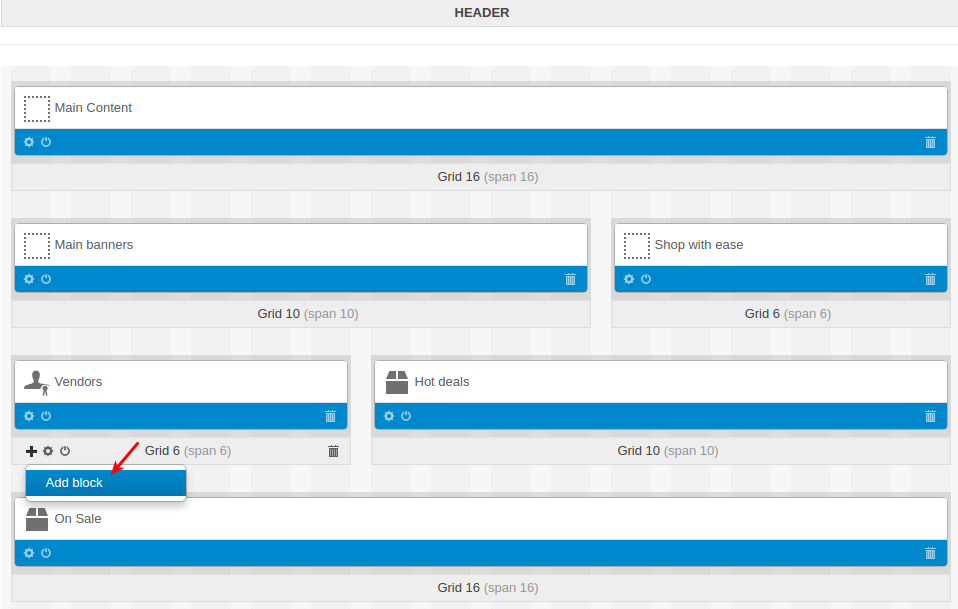 HEADER
Main Content
Grid 16 (span 16)
Main banners
Shop with ease
Grid 10 (span 10)
Grid 6 (span 6)
Vendors
Hot deals
Grid 6 (span 6)
Grid 10 (span 10)
Add block
On Sale
Grid 16 (span 16)